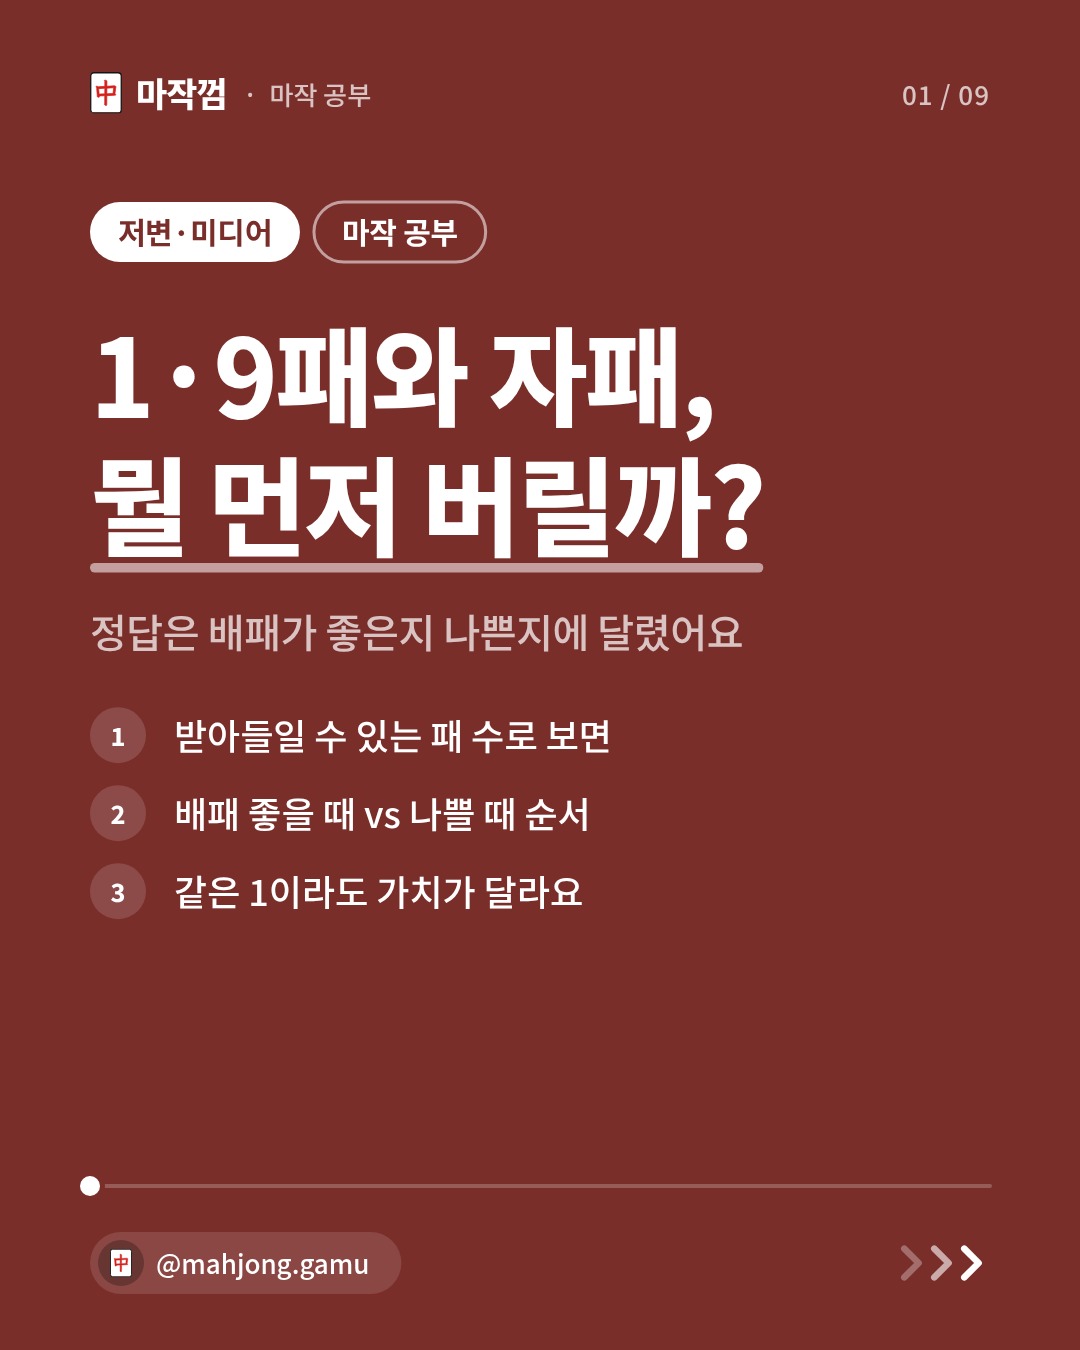 中 마작껌 · 마작 공부
01 / 09
저변·미디어
마작 공부
1·9패와 자패,
뭘 먼저 버릴까?
정답은 배패가 좋은지 나쁜지에 달렸어요
1 받아들일 수 있는 패 수로 보면
2 배패 좋을 때 vs 나쁠 때 순서
3 같은 1이라도 가치가 달라요
中 @mahjong.gamu